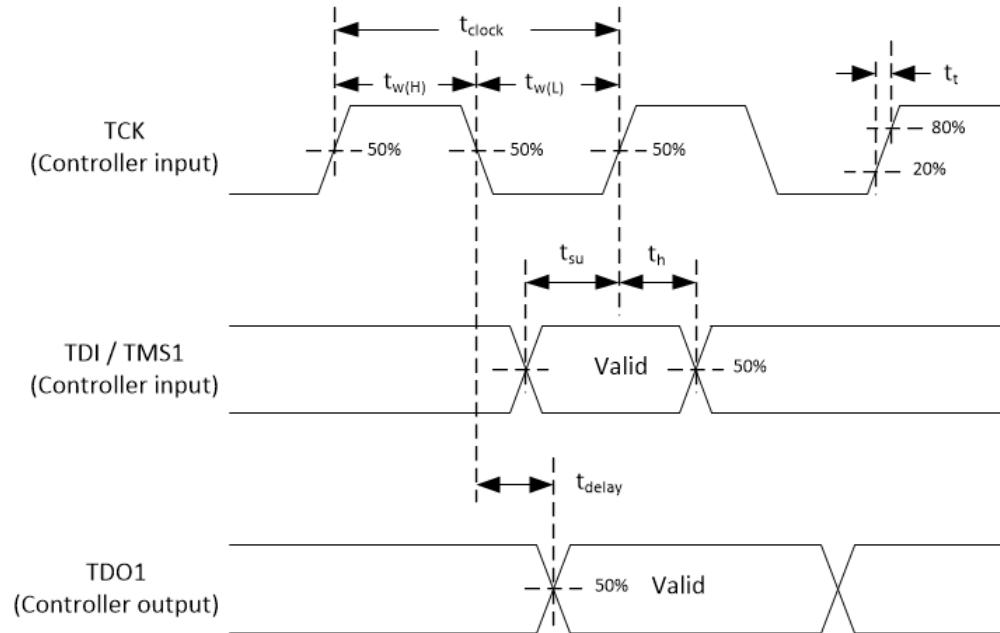 t_clock
t_w(H) t_w(L) t_t
TCK
(Controller input)
50% 50% 50% 80%
20%
t_su t_h
TDI / TMS1
(Controller input)
Valid 50%
t_delay
TDO1
(Controller output)
50% Valid